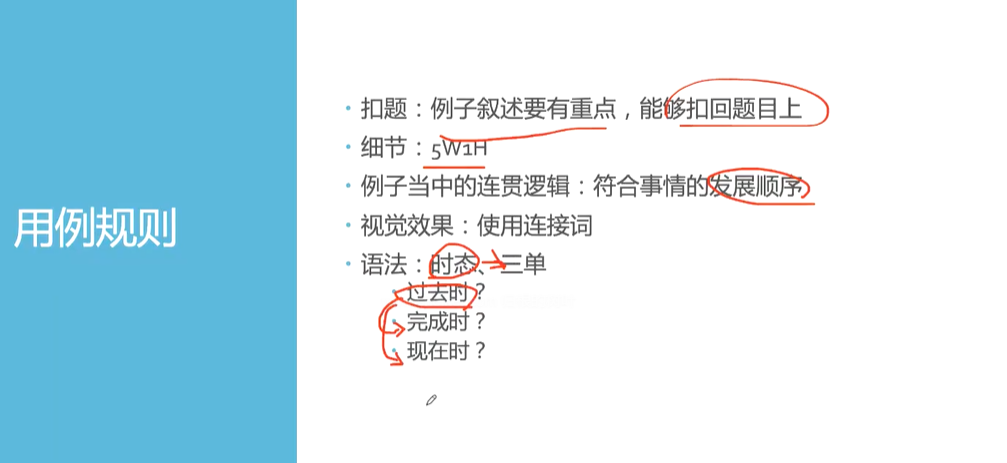 用例规则
扣题：例子叙述要有重点，能够扣回题目上
细节：5W1H
例子当中的连贯逻辑：符合事情的发展顺序
视觉效果：使用连接词
语法：时态、三单
过去时？
完成时？
现在时？